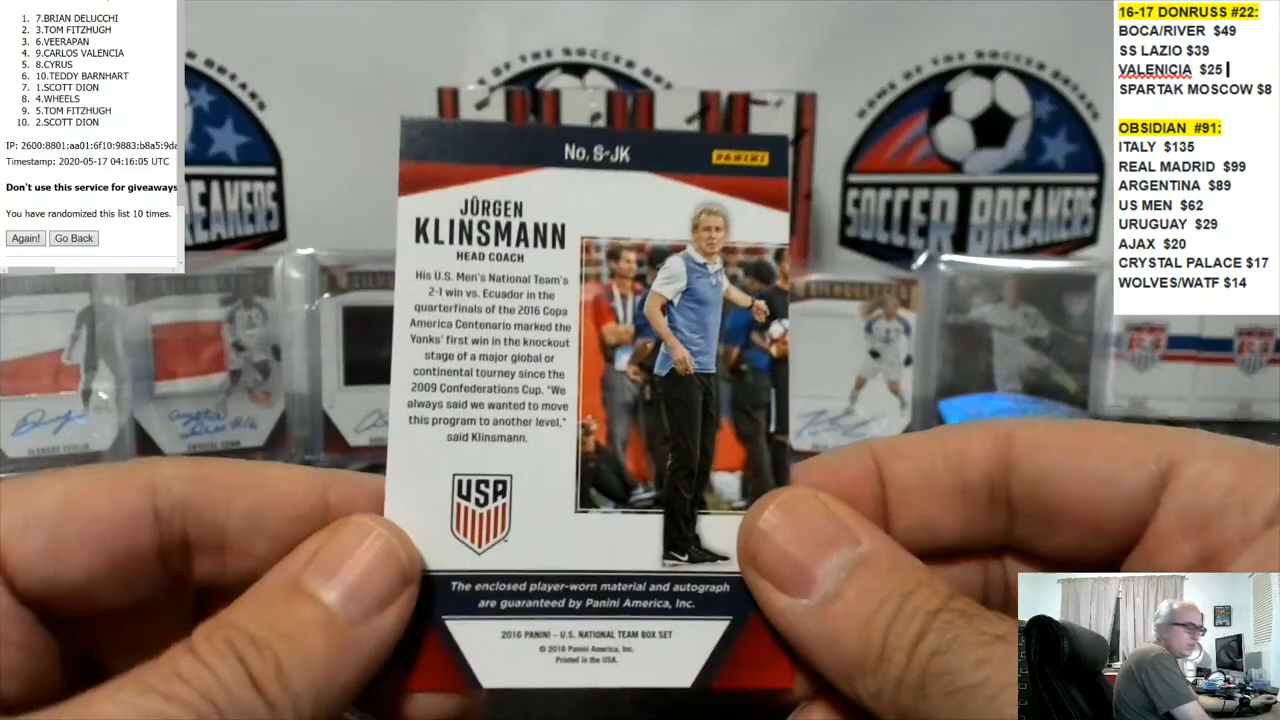 1. 7.BRIAN DELUCCHI
2. 3.TOM FITZHUGH
3. 6.VEERAPAN
4. 9.CARLOS VALENCIA
5. 8.CYRUS
6. 10.TEDDY BARNHART
7. 1.SCOTT DION
8. 4.WHEELS
9. 5.TOM FITZHUGH
10. 2.SCOTT DION
Timestamp: 2020-05-17 04:16:05 UTC
Don't use this service for giveaways
You have randomized this list 10 times.
Again! Go Back
BREAKERS
HOME OF THE SOCCER
SOCCER BREAKERS
No. S-JK
PANINI
JÜRGEN
KLINSMANN
HEAD COACH
His U.S. Men's National Team's
2-1 win vs. Ecuador in the
quarterfinals of the 2016 Copa
America Centenario marked the
Yanks' first win in the knockout
stage of a major global or
continental tourney since the
2009 Confederations Cup. "We
always said we wanted to move
this program to another level,"
said Klinsmann.
USA
The enclosed player-worn material and autograph
are guaranteed by Panini America, Inc.
2016 PANINI – U.S. NATIONAL TEAM BOX SET
© 2016 Panini America, Inc.
Printed in the USA.
16-17 DONRUSS #22:
BOCA/RIVER $49
SS LAZIO $39
VALENICIA $25
SPARTAK MOSCOW $8
OBSIDIAN #91:
ITALY $135
REAL MADRID $99
ARGENTINA $89
US MEN $62
URUGUAY $29
AJAX $20
CRYSTAL PALACE $17
WOLVES/WATF $14